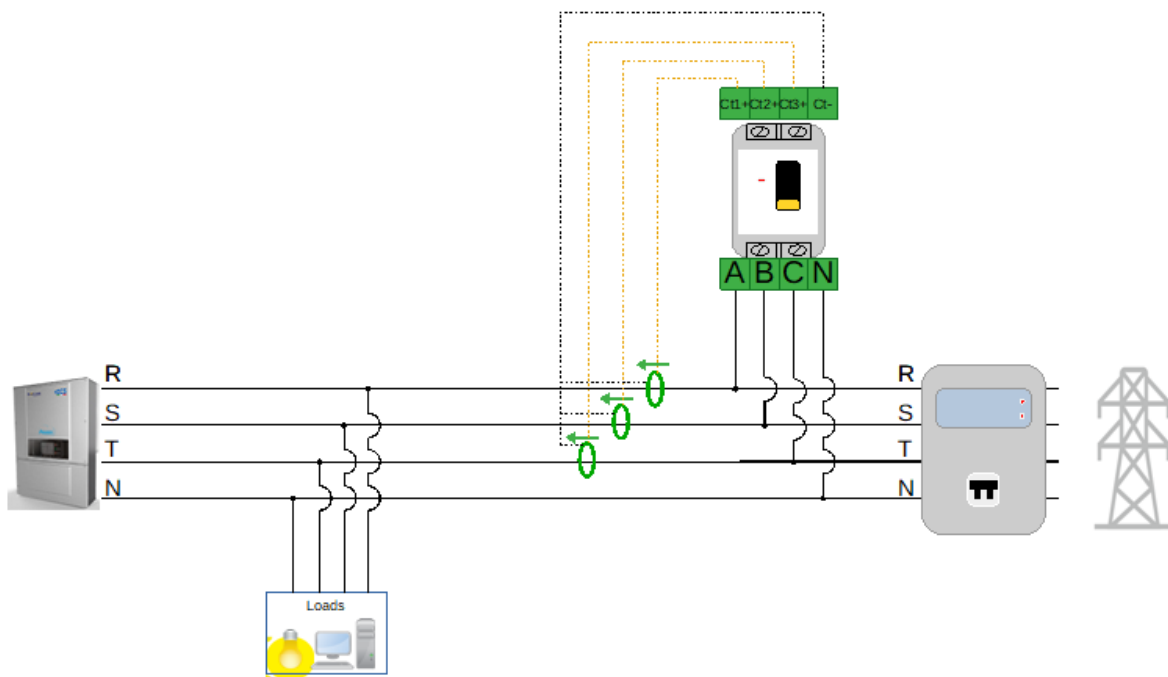 Ct1+ Ct2+ Ct3+ Ct-
-
A B C N
R R
S S
T T
N N
Loads